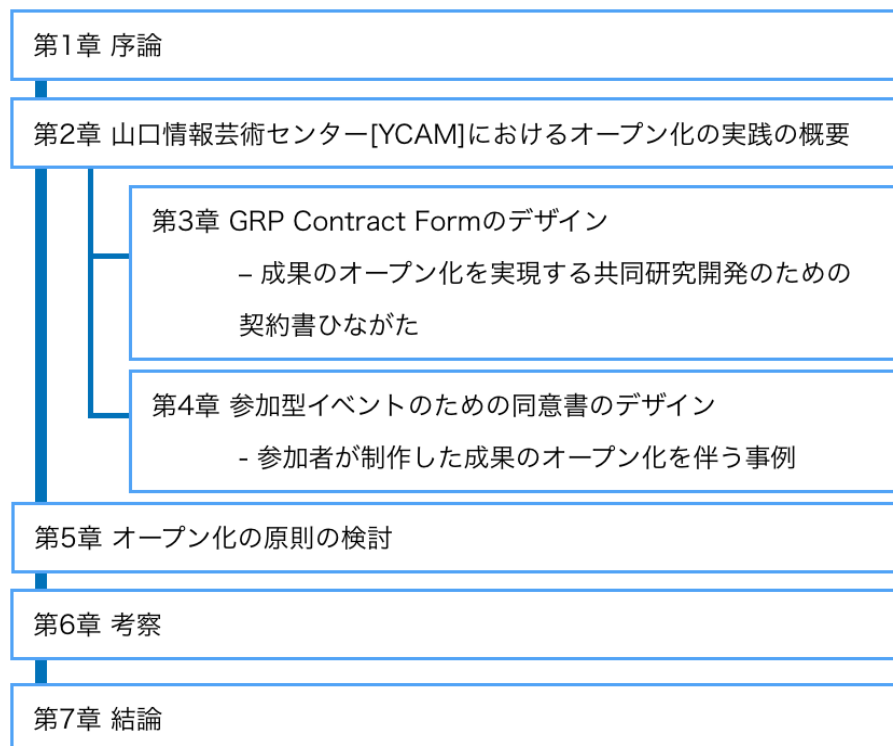 第1章 序論
第2章 山口情報芸術センター[YCAM]におけるオープン化の実践の概要
第3章 GRP Contract Formのデザイン
– 成果のオープン化を実現する共同研究開発のための
契約書ひながた
第4章 参加型イベントのための同意書のデザイン
- 参加者が制作した成果のオープン化を伴う事例
第5章 オープン化の原則の検討
第6章 考察
第7章 結論